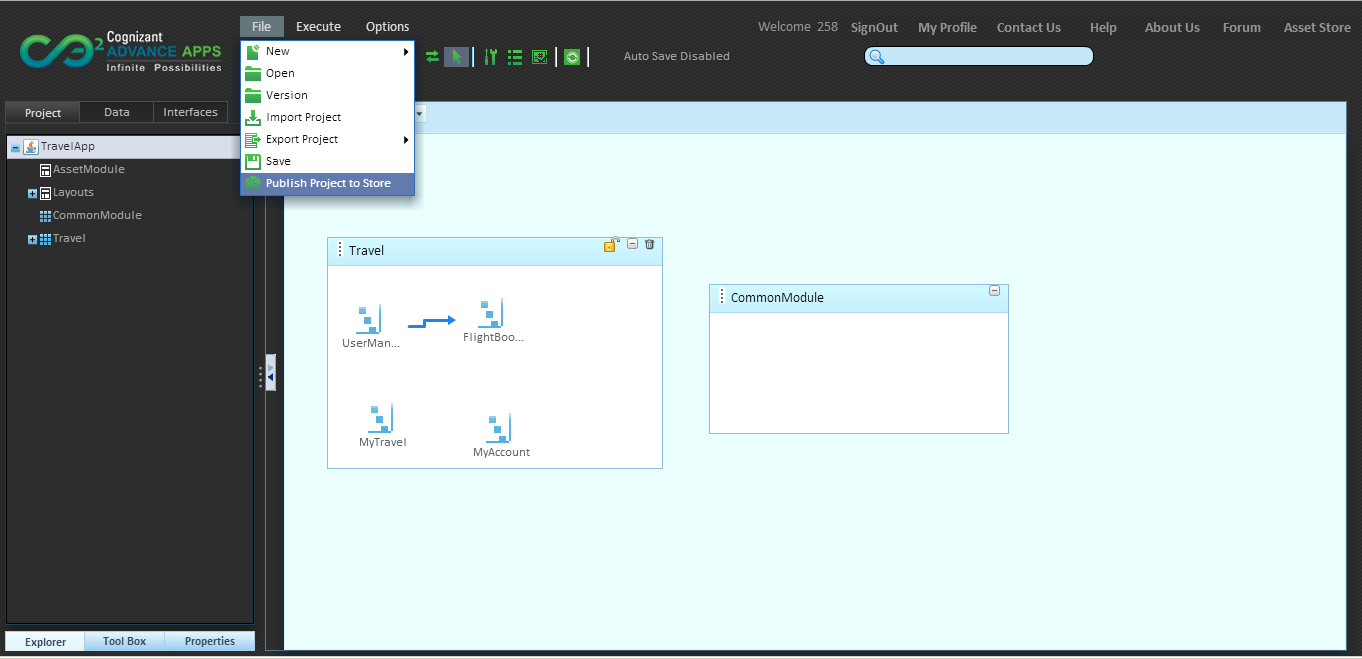 Cognizant
CA2 ADVANCE APPS
Infinite Possibilities
File Execute Options
Welcome 258 SignOut My Profile Contact Us Help About Us Forum Asset Store
Auto Save Disabled
New
Open
Version
Import Project
Export Project
Save
Publish Project to Store
Project Data Interfaces
TravelApp
AssetModule
Layouts
CommonModule
Travel
Travel
UserMan...
FlightBoo...
MyTravel
MyAccount
CommonModule
Explorer Tool Box Properties